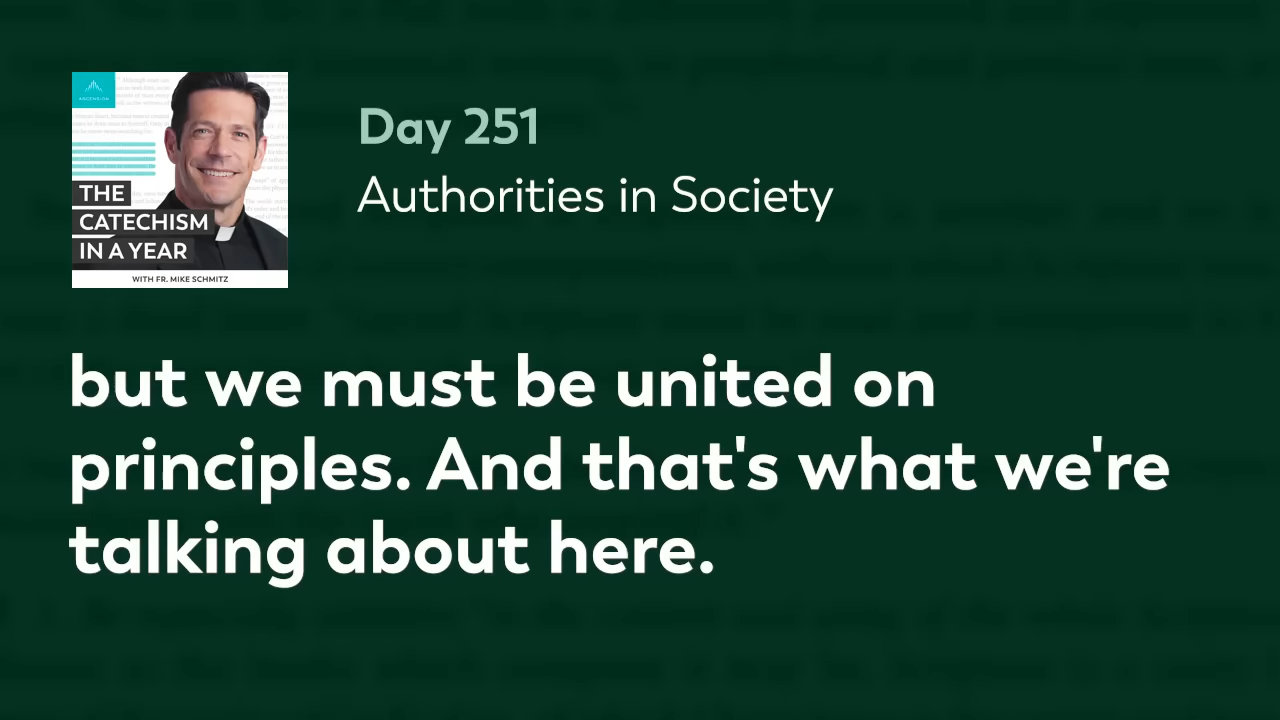 ASCENSION
THE
CATECHISM
IN A YEAR
WITH FR. MIKE SCHMITZ
Day 251
Authorities in Society
but we must be united on
principles. And that's what we're
talking about here.